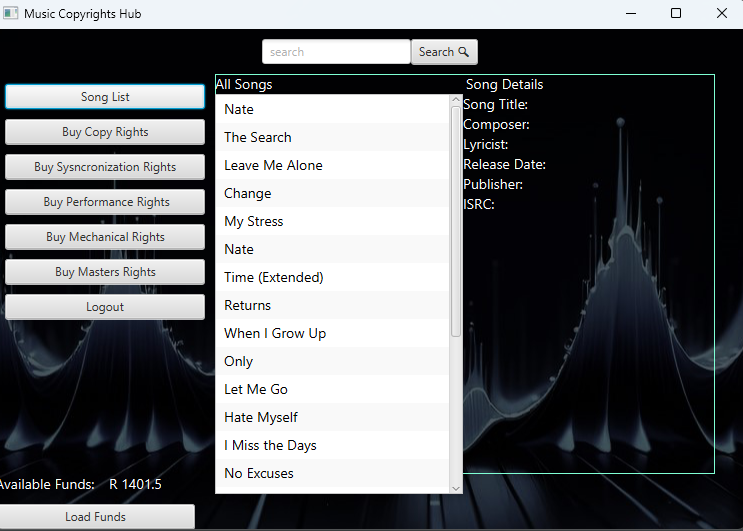 Music Copyrights Hub
search
Search
Song List
Buy Copy Rights
Buy Sysncronization Rights
Buy Performance Rights
Buy Mechanical Rights
Buy Masters Rights
Logout
Available Funds: R 1401.5
Load Funds
All Songs
Nate
The Search
Leave Me Alone
Change
My Stress
Nate
Time (Extended)
Returns
When I Grow Up
Only
Let Me Go
Hate Myself
I Miss the Days
No Excuses
Song Details
Song Title:
Composer:
Lyricist:
Release Date:
Publisher:
ISRC: